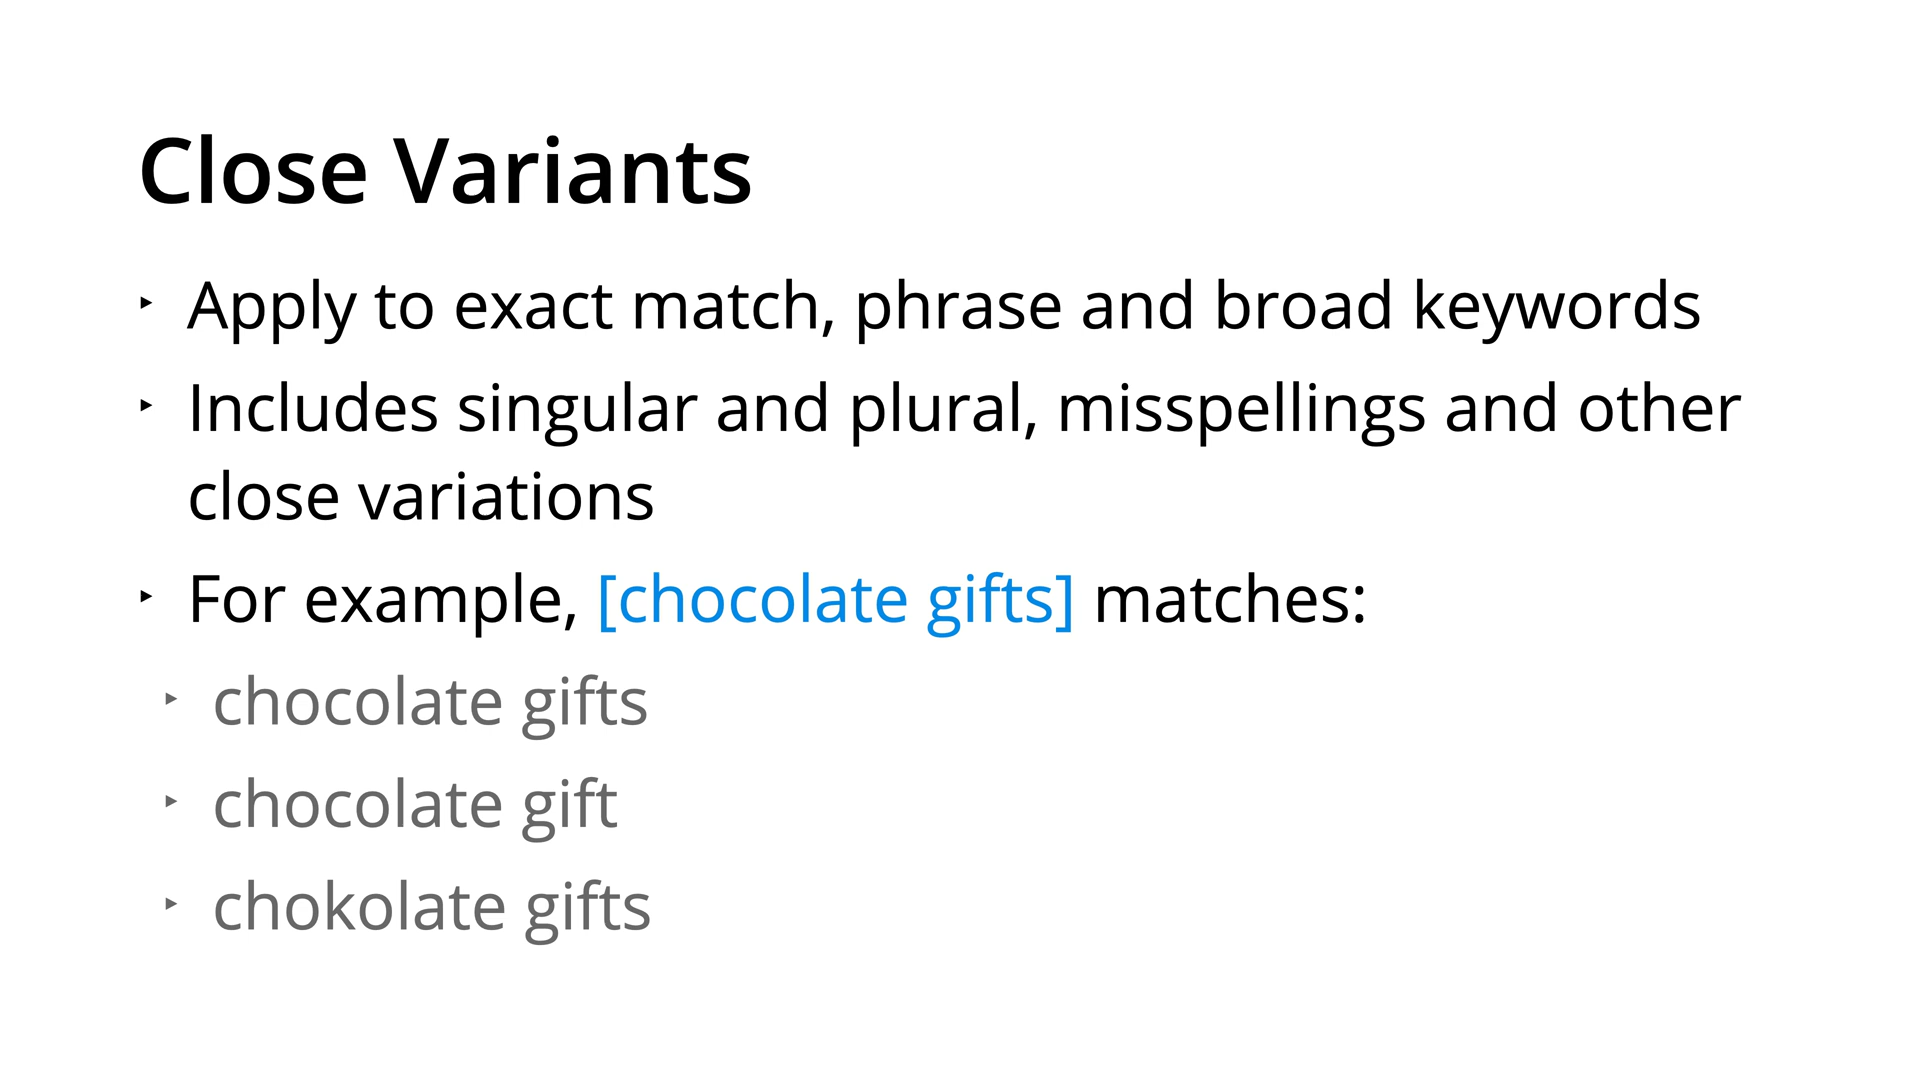 Close Variants
‣ Apply to exact match, phrase and broad keywords
‣ Includes singular and plural, misspellings and other
close variations
‣ For example, [chocolate gifts] matches:
‣ chocolate gifts
‣ chocolate gift
‣ chokolate gifts